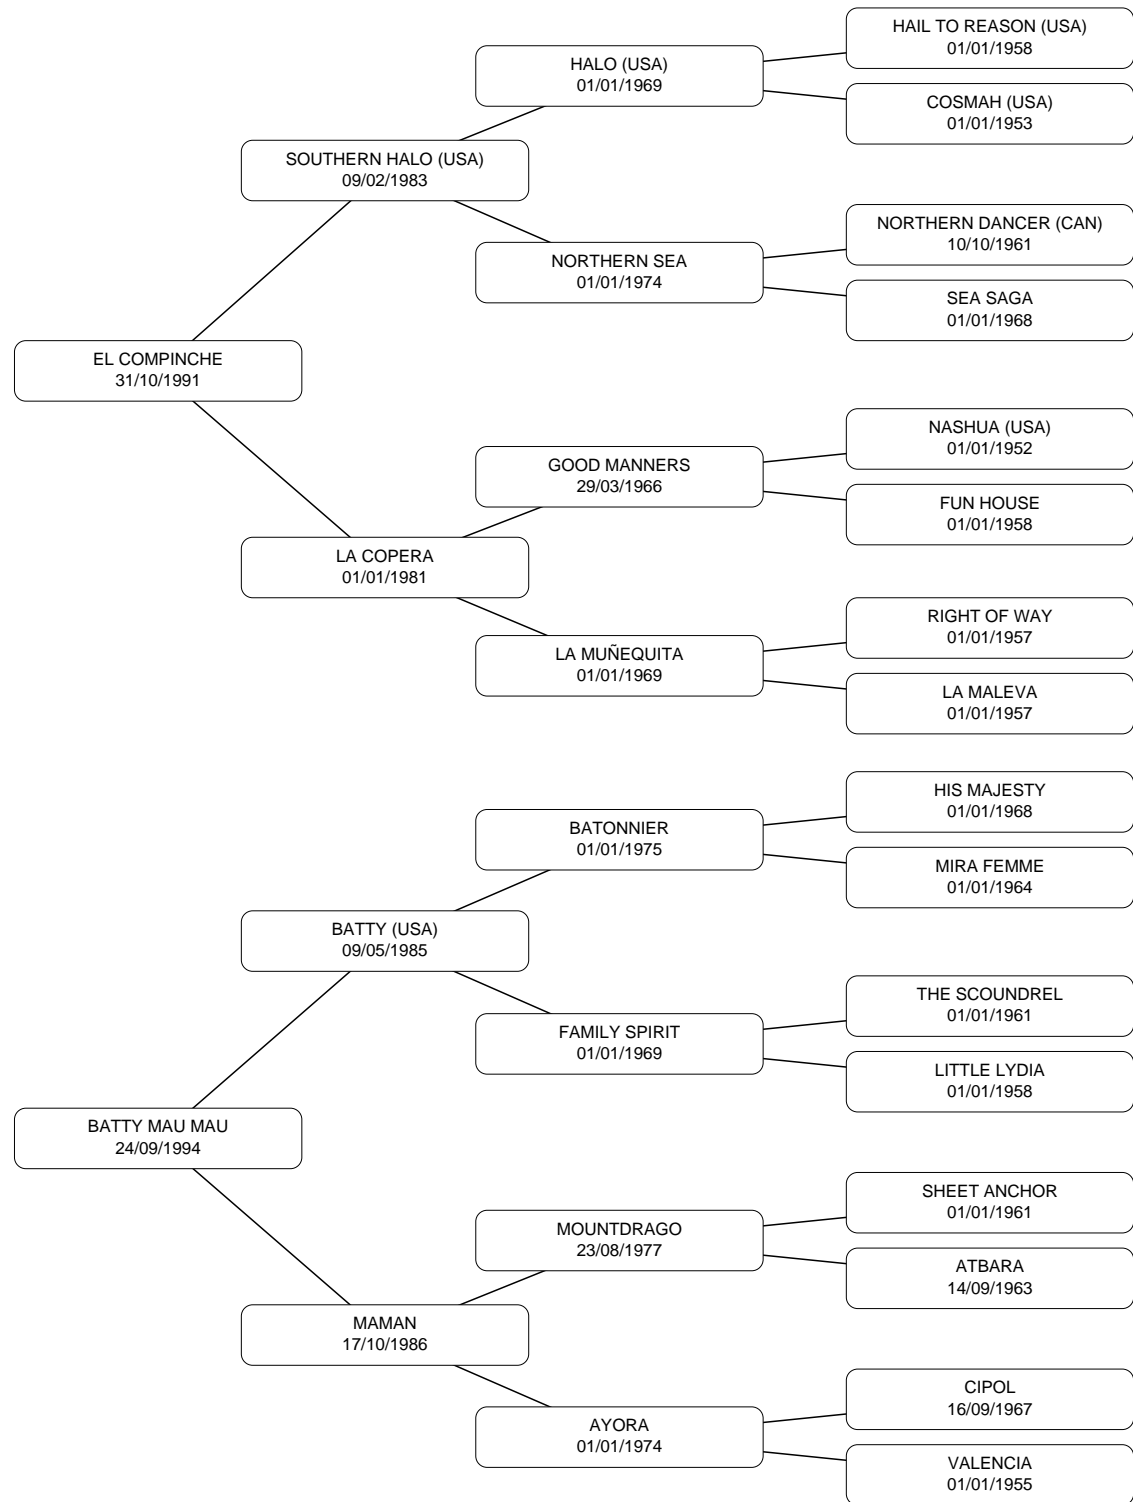 HAIL TO REASON (USA)
01/01/1958
HALO (USA)
01/01/1969
COSMAH (USA)
01/01/1953
SOUTHERN HALO (USA)
09/02/1983
NORTHERN DANCER (CAN)
10/10/1961
NORTHERN SEA
01/01/1974
SEA SAGA
01/01/1968
EL COMPINCHE
31/10/1991
NASHUA (USA)
01/01/1952
GOOD MANNERS
29/03/1966
FUN HOUSE
01/01/1958
LA COPERA
01/01/1981
RIGHT OF WAY
01/01/1957
LA MUÑEQUITA
01/01/1969
LA MALEVA
01/01/1957
HIS MAJESTY
01/01/1968
BATONNIER
01/01/1975
MIRA FEMME
01/01/1964
BATTY (USA)
09/05/1985
THE SCOUNDREL
01/01/1961
FAMILY SPIRIT
01/01/1969
LITTLE LYDIA
01/01/1958
BATTY MAU MAU
24/09/1994
SHEET ANCHOR
01/01/1961
MOUNTDRAGO
23/08/1977
ATBARA
14/09/1963
MAMAN
17/10/1986
CIPOL
16/09/1967
AYORA
01/01/1974
VALENCIA
01/01/1955